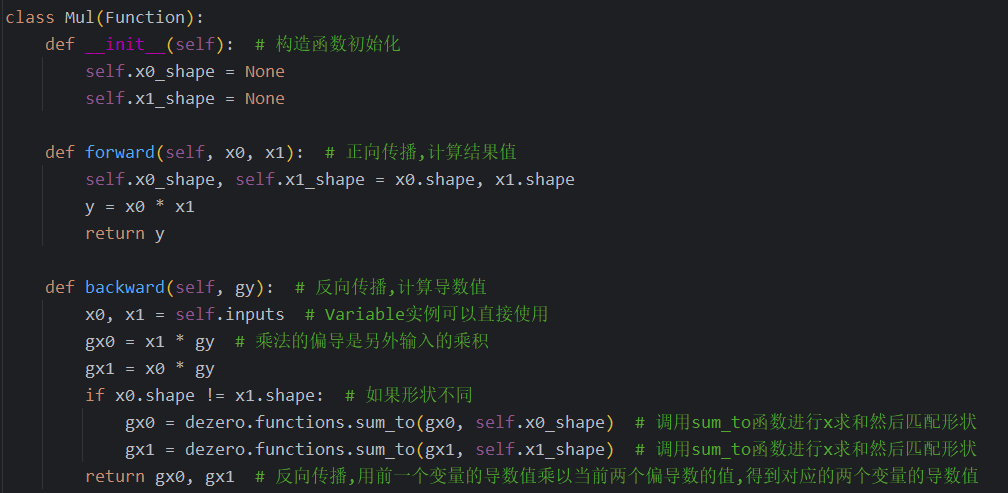 class Mul(Function):
    def __init__(self):  # 构造函数初始化
        self.x0_shape = None
        self.x1_shape = None
    def forward(self, x0, x1):  # 正向传播,计算结果值
        self.x0_shape, self.x1_shape = x0.shape, x1.shape
        y = x0 * x1
        return y
    def backward(self, gy):  # 反向传播,计算导数值
        x0, x1 = self.inputs  # Variable实例可以直接使用
        gx0 = x1 * gy  # 乘法的偏导是另外输入的乘积
        gx1 = x0 * gy
        if x0.shape != x1.shape:  # 如果形状不同
            gx0 = dezero.functions.sum_to(gx0, self.x0_shape)  # 调用sum_to函数进行x求和然后匹配形状
            gx1 = dezero.functions.sum_to(gx1, self.x1_shape)  # 调用sum_to函数进行x求和然后匹配形状
        return gx0, gx1  # 反向传播,用前一个变量的导数值乘以当前两个偏导数的值,得到对应的两个变量的导数值